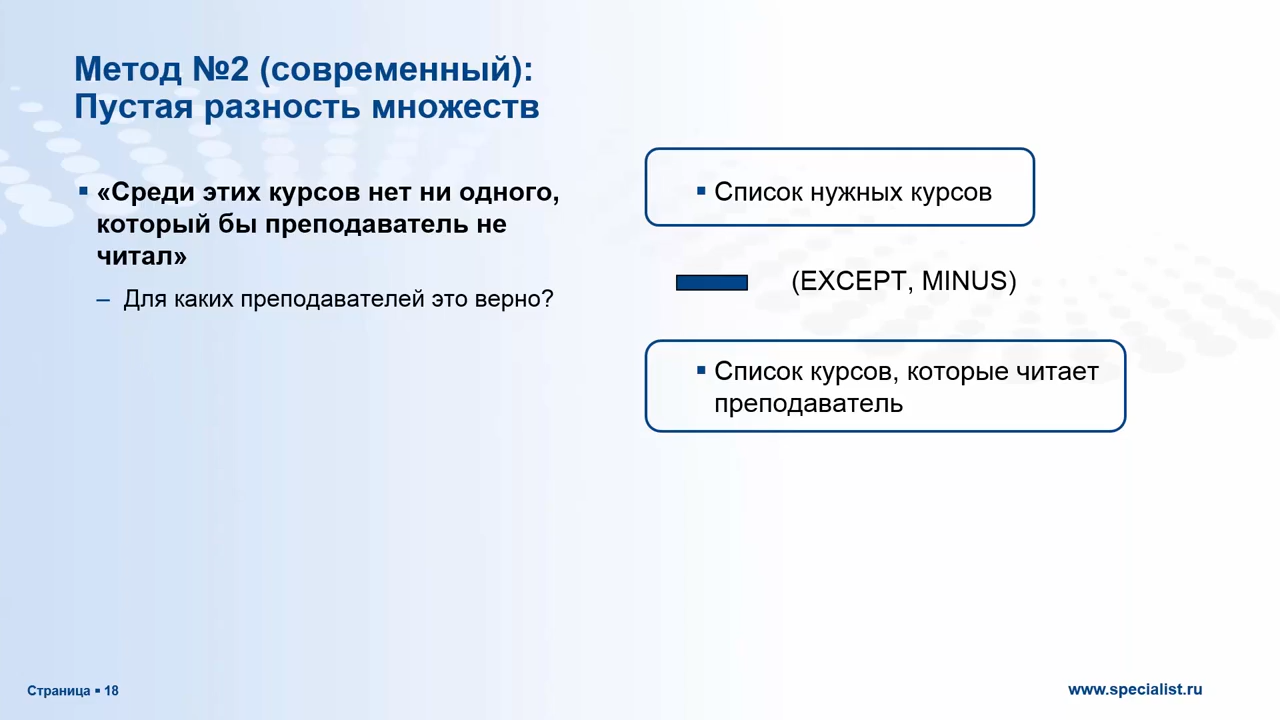 Метод №2 (современный):
Пустая разность множеств
▪ «Среди этих курсов нет ни одного,
который бы преподаватель не
читал»
– Для каких преподавателей это верно?
▪ Список нужных курсов
(EXCEPT, MINUS)
▪ Список курсов, которые читает
преподаватель
Страница ▪ 18
www.specialist.ru